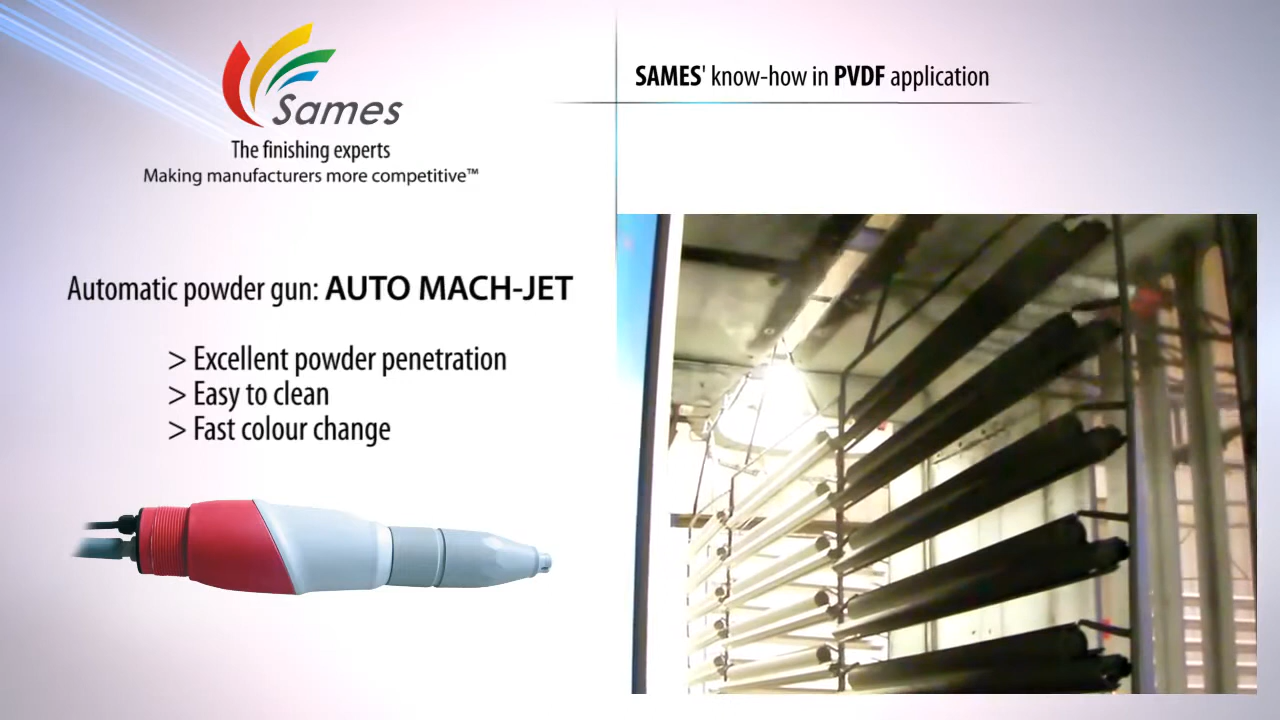 Sames
The finishing experts
Making manufacturers more competitive™
SAMES' know-how in PVDF application
Automatic powder gun: AUTO MACH-JET
> Excellent powder penetration
> Easy to clean
> Fast colour change